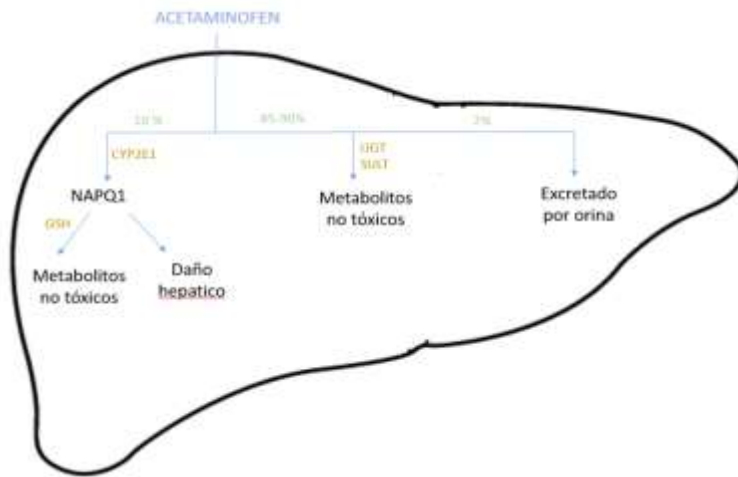 ACETAMINOFEN
10 %
85-90%
2%
CYP2E1
UGT
SULT
NAPQ1
Metabolitos
no tóxicos
Excretado
por orina
GSH
Metabolitos
no tóxicos
Daño
hepatico